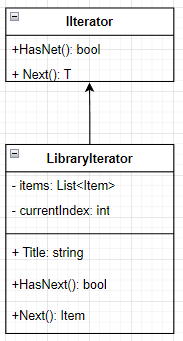 IIterator
+HasNet(): bool
+ Next(): T
LibraryIterator
- items: List<Item>
- currentIndex: int
+ Title: string
+HasNext(): bool
+Next(): Item